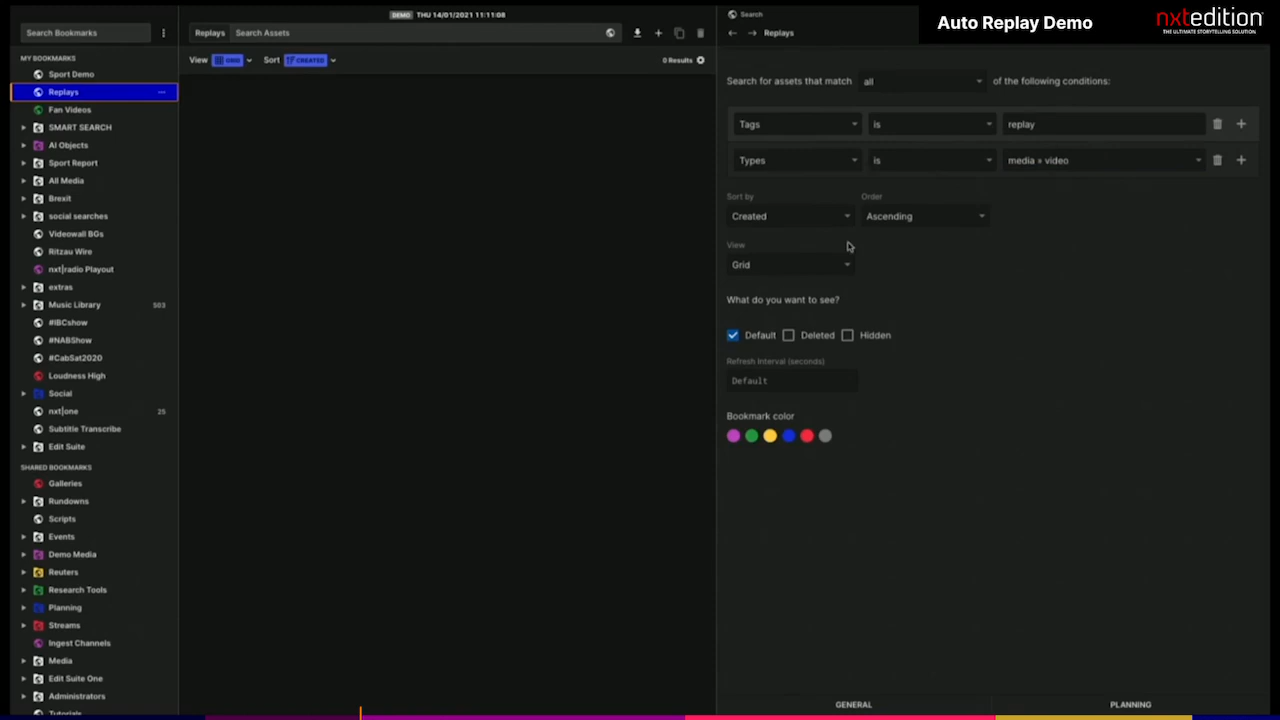 DEMO THU 14/01/2021 11:11:08
Search
Auto Replay Demo
nxtedition
THE ULTIMATE STORYTELLING SOLUTION
Search Bookmarks
Replays Search Assets
Replays
View GRID Sort CREATED
0 Results
MY BOOKMARKS
Sport Demo
Replays
Fan Videos
SMART SEARCH
AI Objects
Sport Report
All Media
Brexit
social searches
Videowall BGs
Ritzau Wire
nxt|radio Playout
extras
Music Library 503
#IBCshow
#NABShow
#CabSat2020
Loudness High
Social
nxt|one 25
Subtitle Transcribe
Edit Suite
SHARED BOOKMARKS
Galleries
Rundowns
Scripts
Events
Demo Media
Reuters
Research Tools
Planning
Streams
Ingest Channels
Media
Edit Suite One
Administrators
Tutorials
Search for assets that match all of the following conditions:
Tags is replay
Types is media » video
Sort by Order
Created Ascending
View
Grid
What do you want to see?
Default Deleted Hidden
Refresh Interval (seconds)
Default
Bookmark color
GENERAL PLANNING